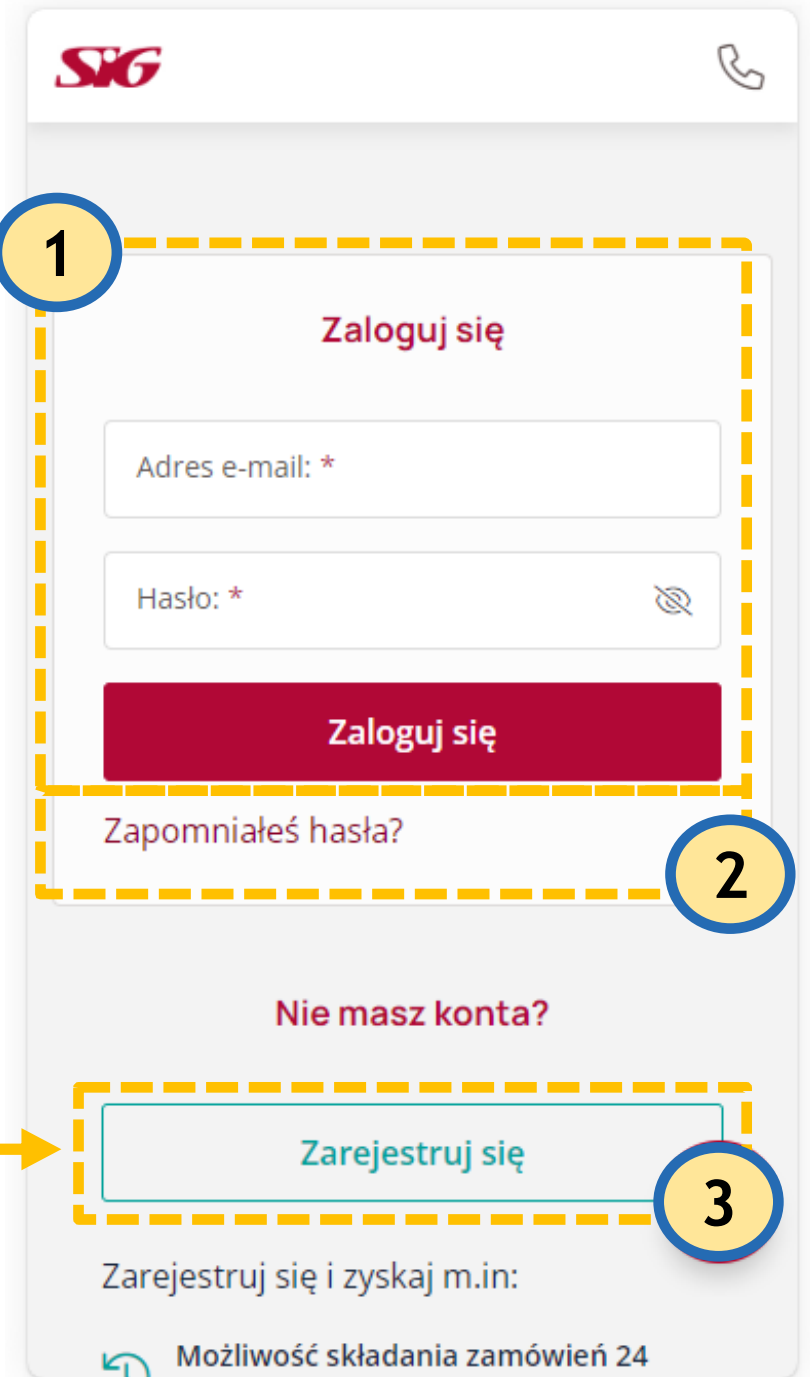 SIG
1
Zaloguj się
Adres e-mail: *
Hasło: *
Zaloguj się
Zapomniałeś hasła?
2
Nie masz konta?
Zarejestruj się
3
Zarejestruj się i zyskaj m.in:
Możliwość składania zamówień 24